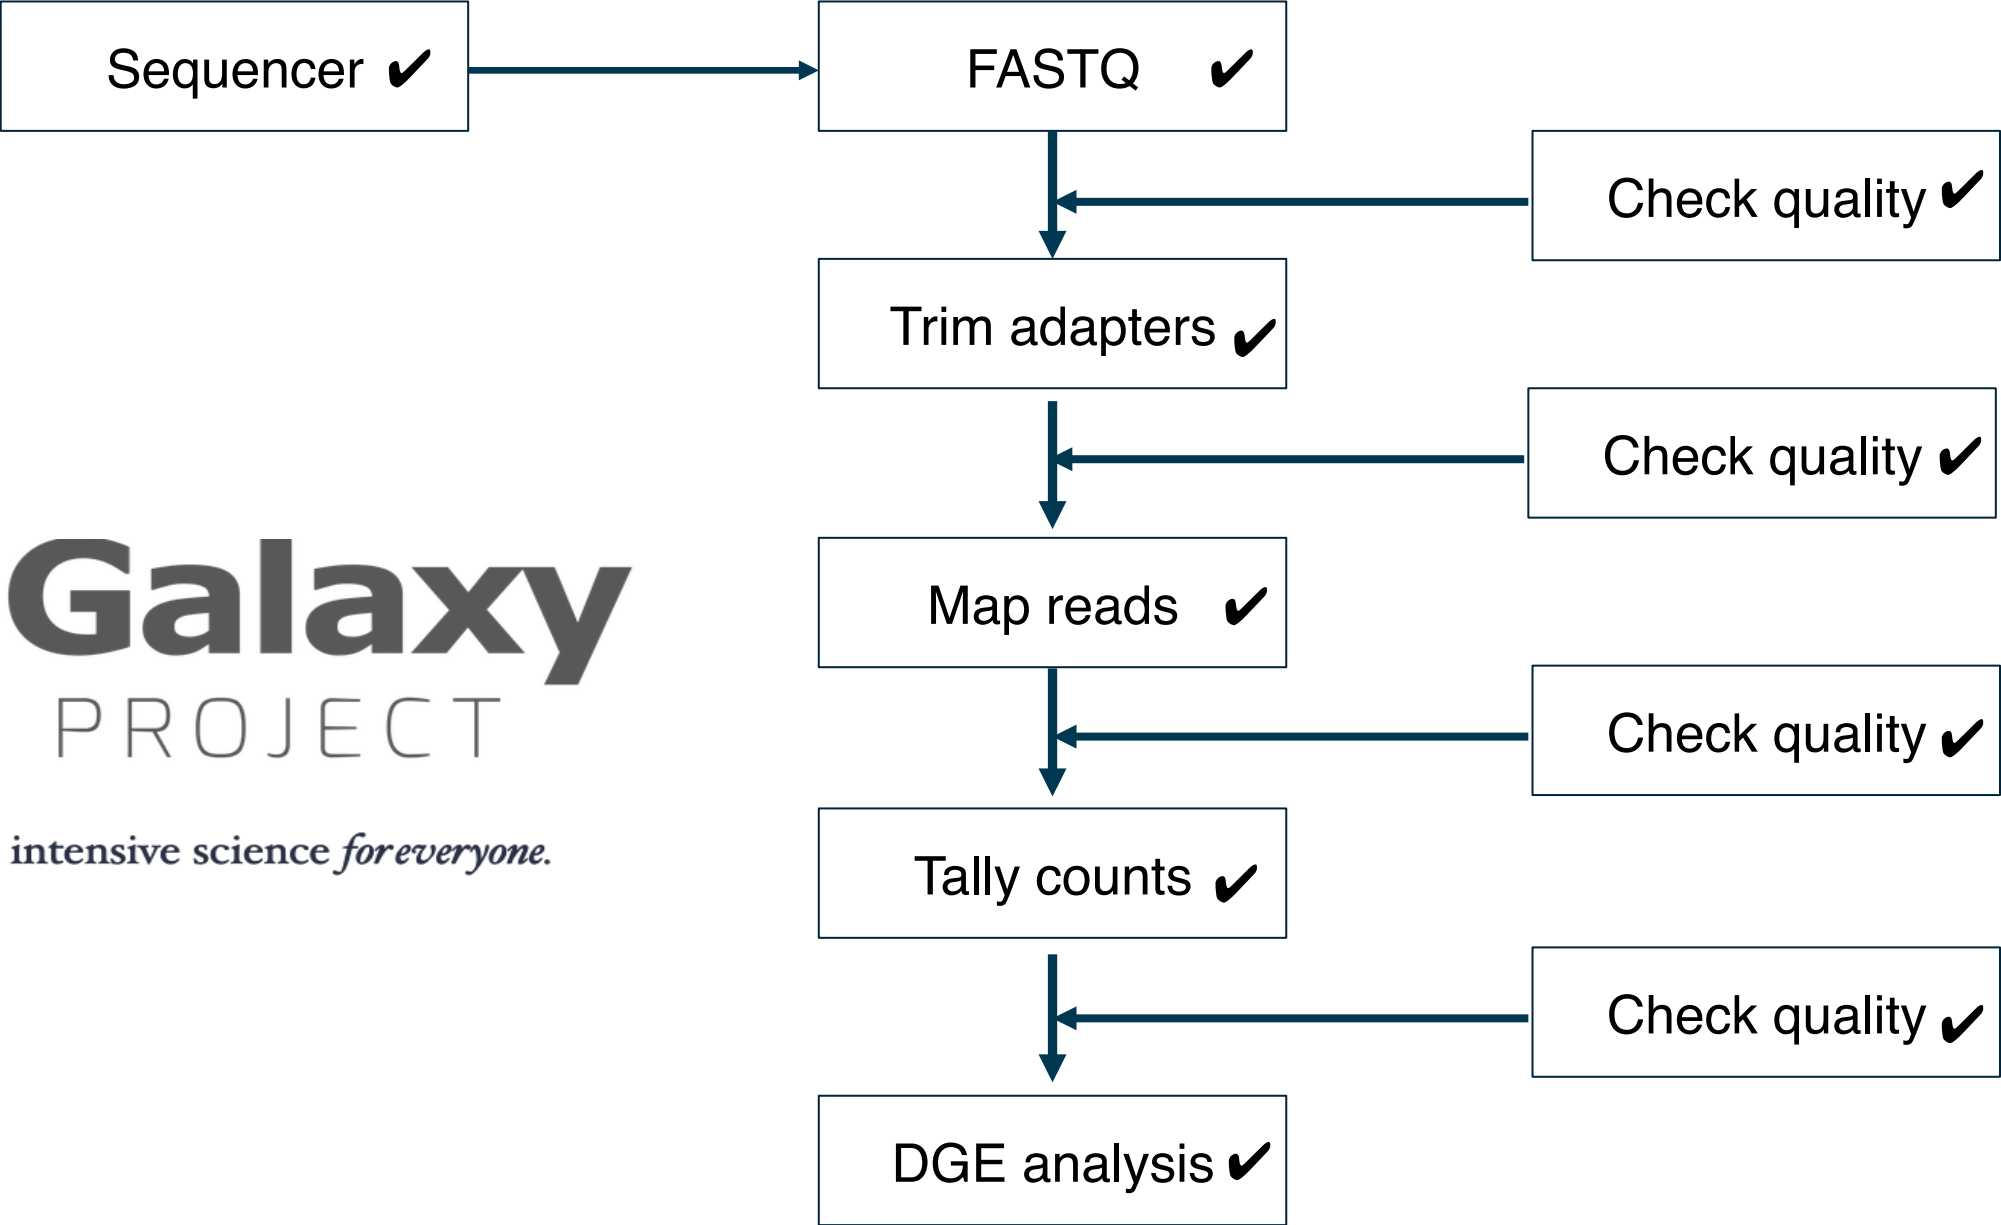 Sequencer ✔
FASTQ ✔
Check quality ✔
Trim adapters ✔
Check quality ✔
Map reads ✔
Galaxy
PROJECT
Check quality ✔
intensive science for everyone.
Tally counts ✔
Check quality ✔
DGE analysis ✔